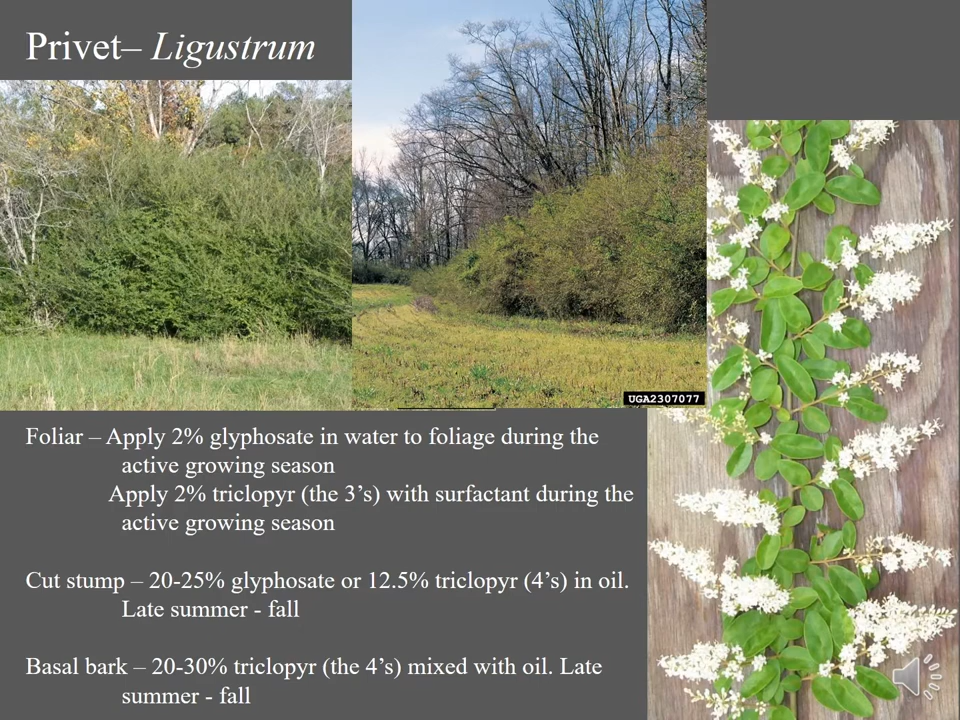 Privet– Ligustrum
UGA2307077
Foliar – Apply 2% glyphosate in water to foliage during the
active growing season
Apply 2% triclopyr (the 3’s) with surfactant during the
active growing season
Cut stump – 20-25% glyphosate or 12.5% triclopyr (4’s) in oil.
Late summer - fall
Basal bark – 20-30% triclopyr (the 4’s) mixed with oil. Late
summer - fall